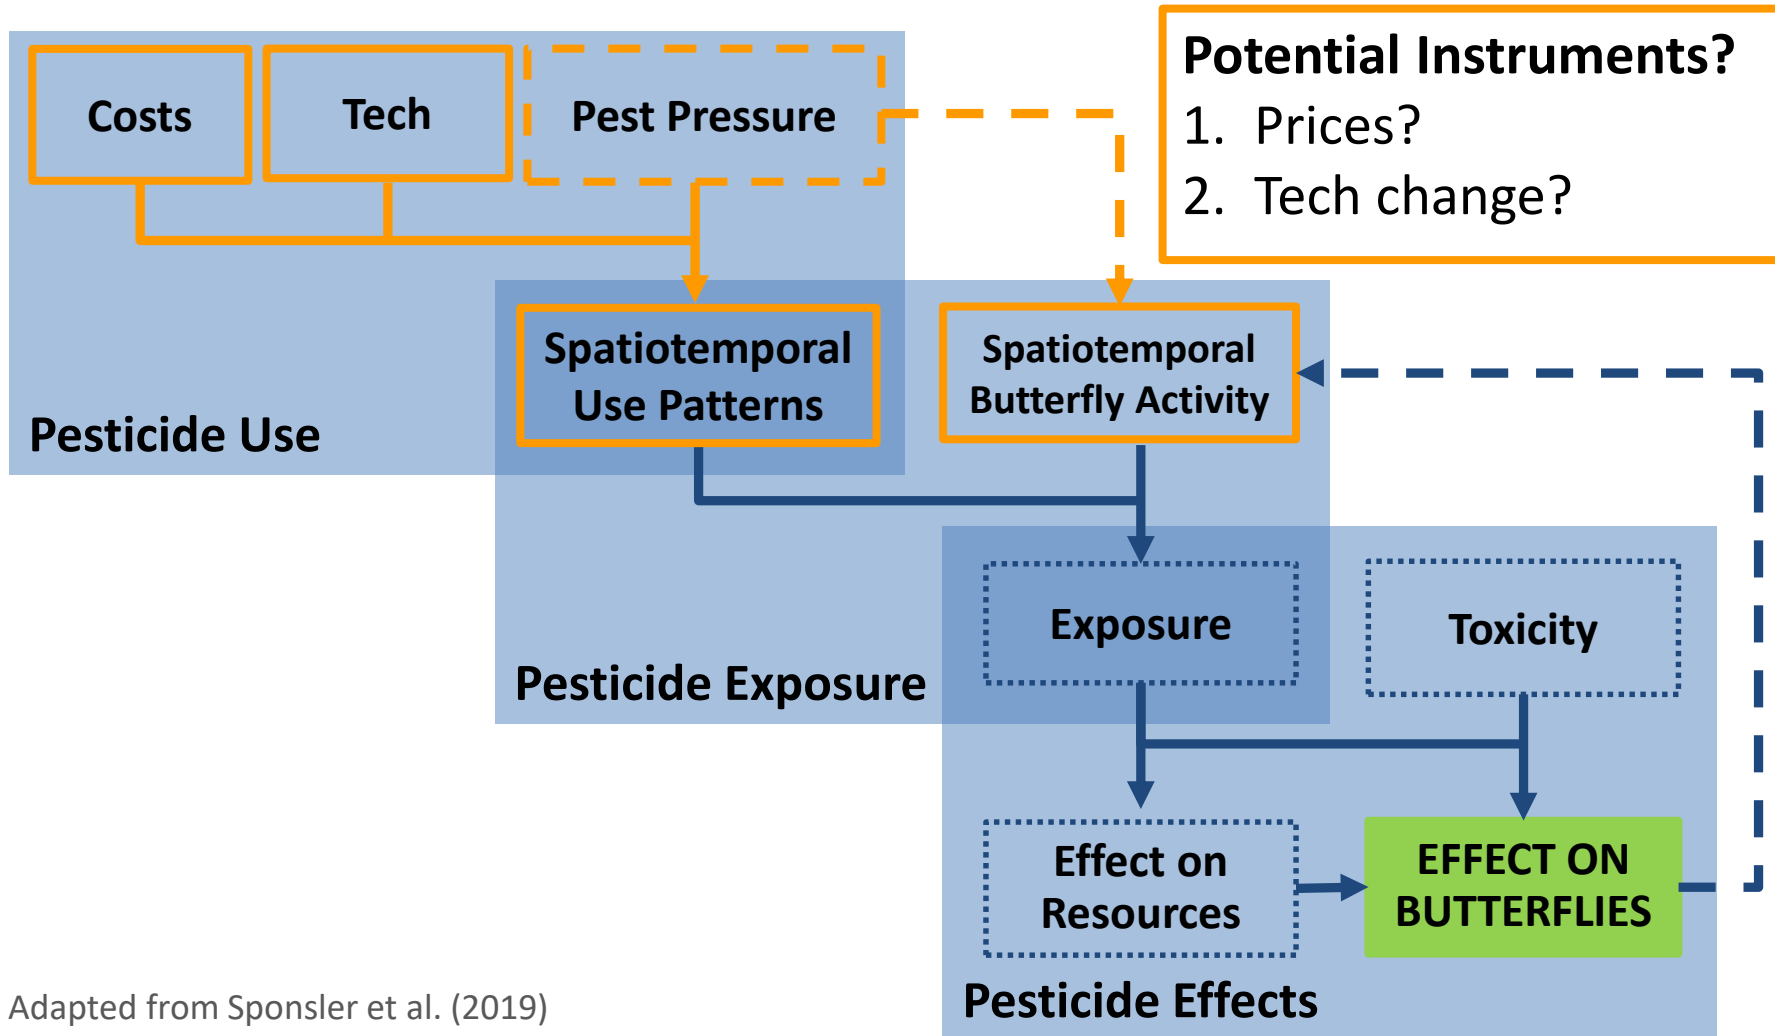 Potential Instruments?
1. Prices?
2. Tech change?
Costs
Tech
Pest Pressure
Spatiotemporal
Use Patterns
Spatiotemporal
Butterfly Activity
Pesticide Use
Exposure
Toxicity
Pesticide Exposure
Effect on
Resources
EFFECT ON
BUTTERFLIES
Pesticide Effects
Adapted from Sponsler et al. (2019)